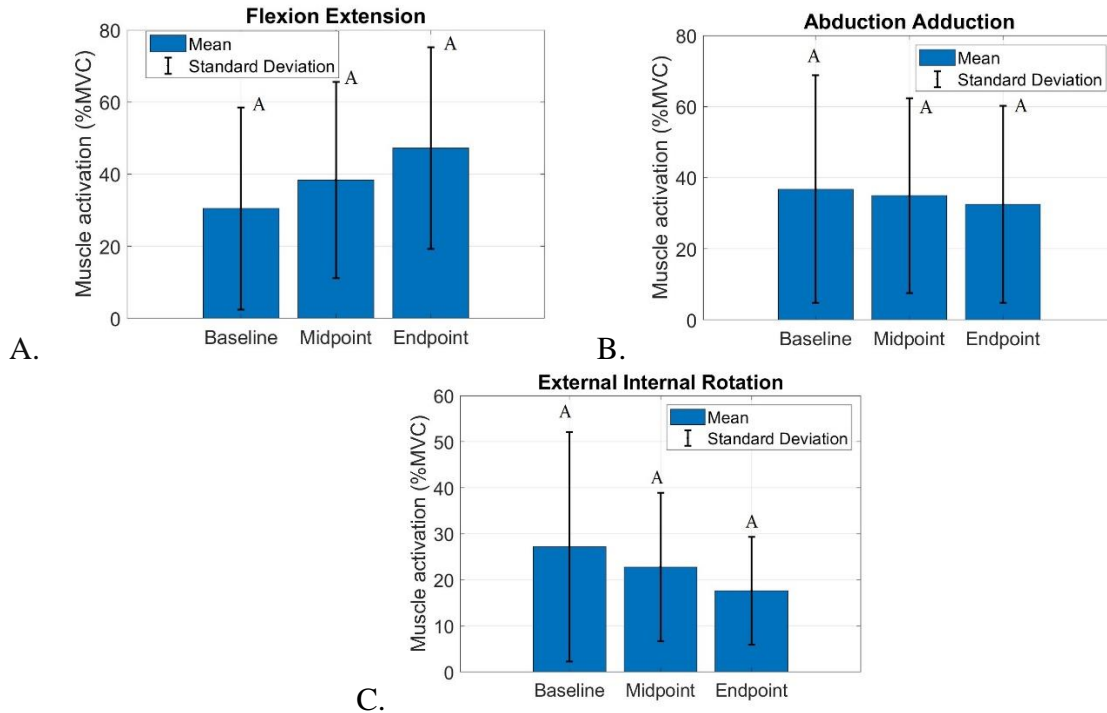 Flexion Extension
80
60
40
20
0
Muscle activation (%MVC)
Mean
Standard Deviation
A
A
A
Baseline Midpoint Endpoint
A.
Abduction Adduction
80
60
40
20
0
Muscle activation (%MVC)
Mean
Standard Deviation
A
A
A
Baseline Midpoint Endpoint
B.
External Internal Rotation
60
50
40
30
20
10
0
Muscle activation (%MVC)
Mean
Standard Deviation
A
A
A
Baseline Midpoint Endpoint
C.